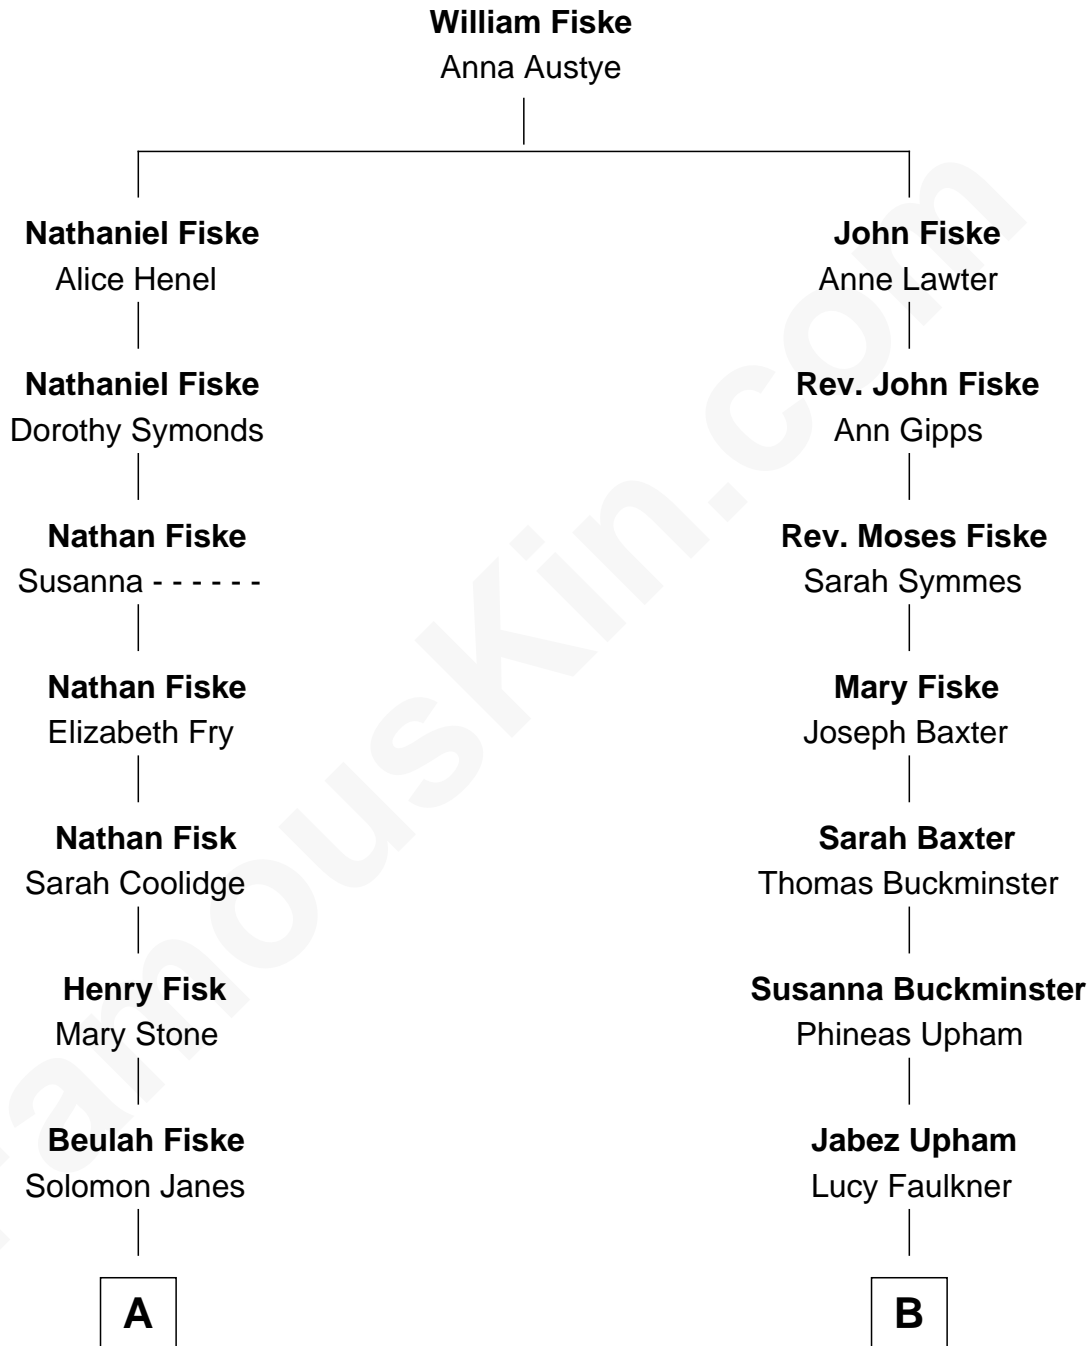 William Fiske
Anna Austye
Nathaniel Fiske
Alice Henel
John Fiske
Anne Lawter
Nathaniel Fiske
Dorothy Symonds
Rev. John Fiske
Ann Gipps
Nathan Fiske
Susanna - - - - - -
Rev. Moses Fiske
Sarah Symmes
Nathan Fiske
Elizabeth Fry
Mary Fiske
Joseph Baxter
Nathan Fisk
Sarah Coolidge
Sarah Baxter
Thomas Buckminster
Henry Fisk
Mary Stone
Susanna Buckminster
Phineas Upham
Beulah Fiske
Solomon Janes
Jabez Upham
Lucy Faulkner
A
B
FamousKin.com